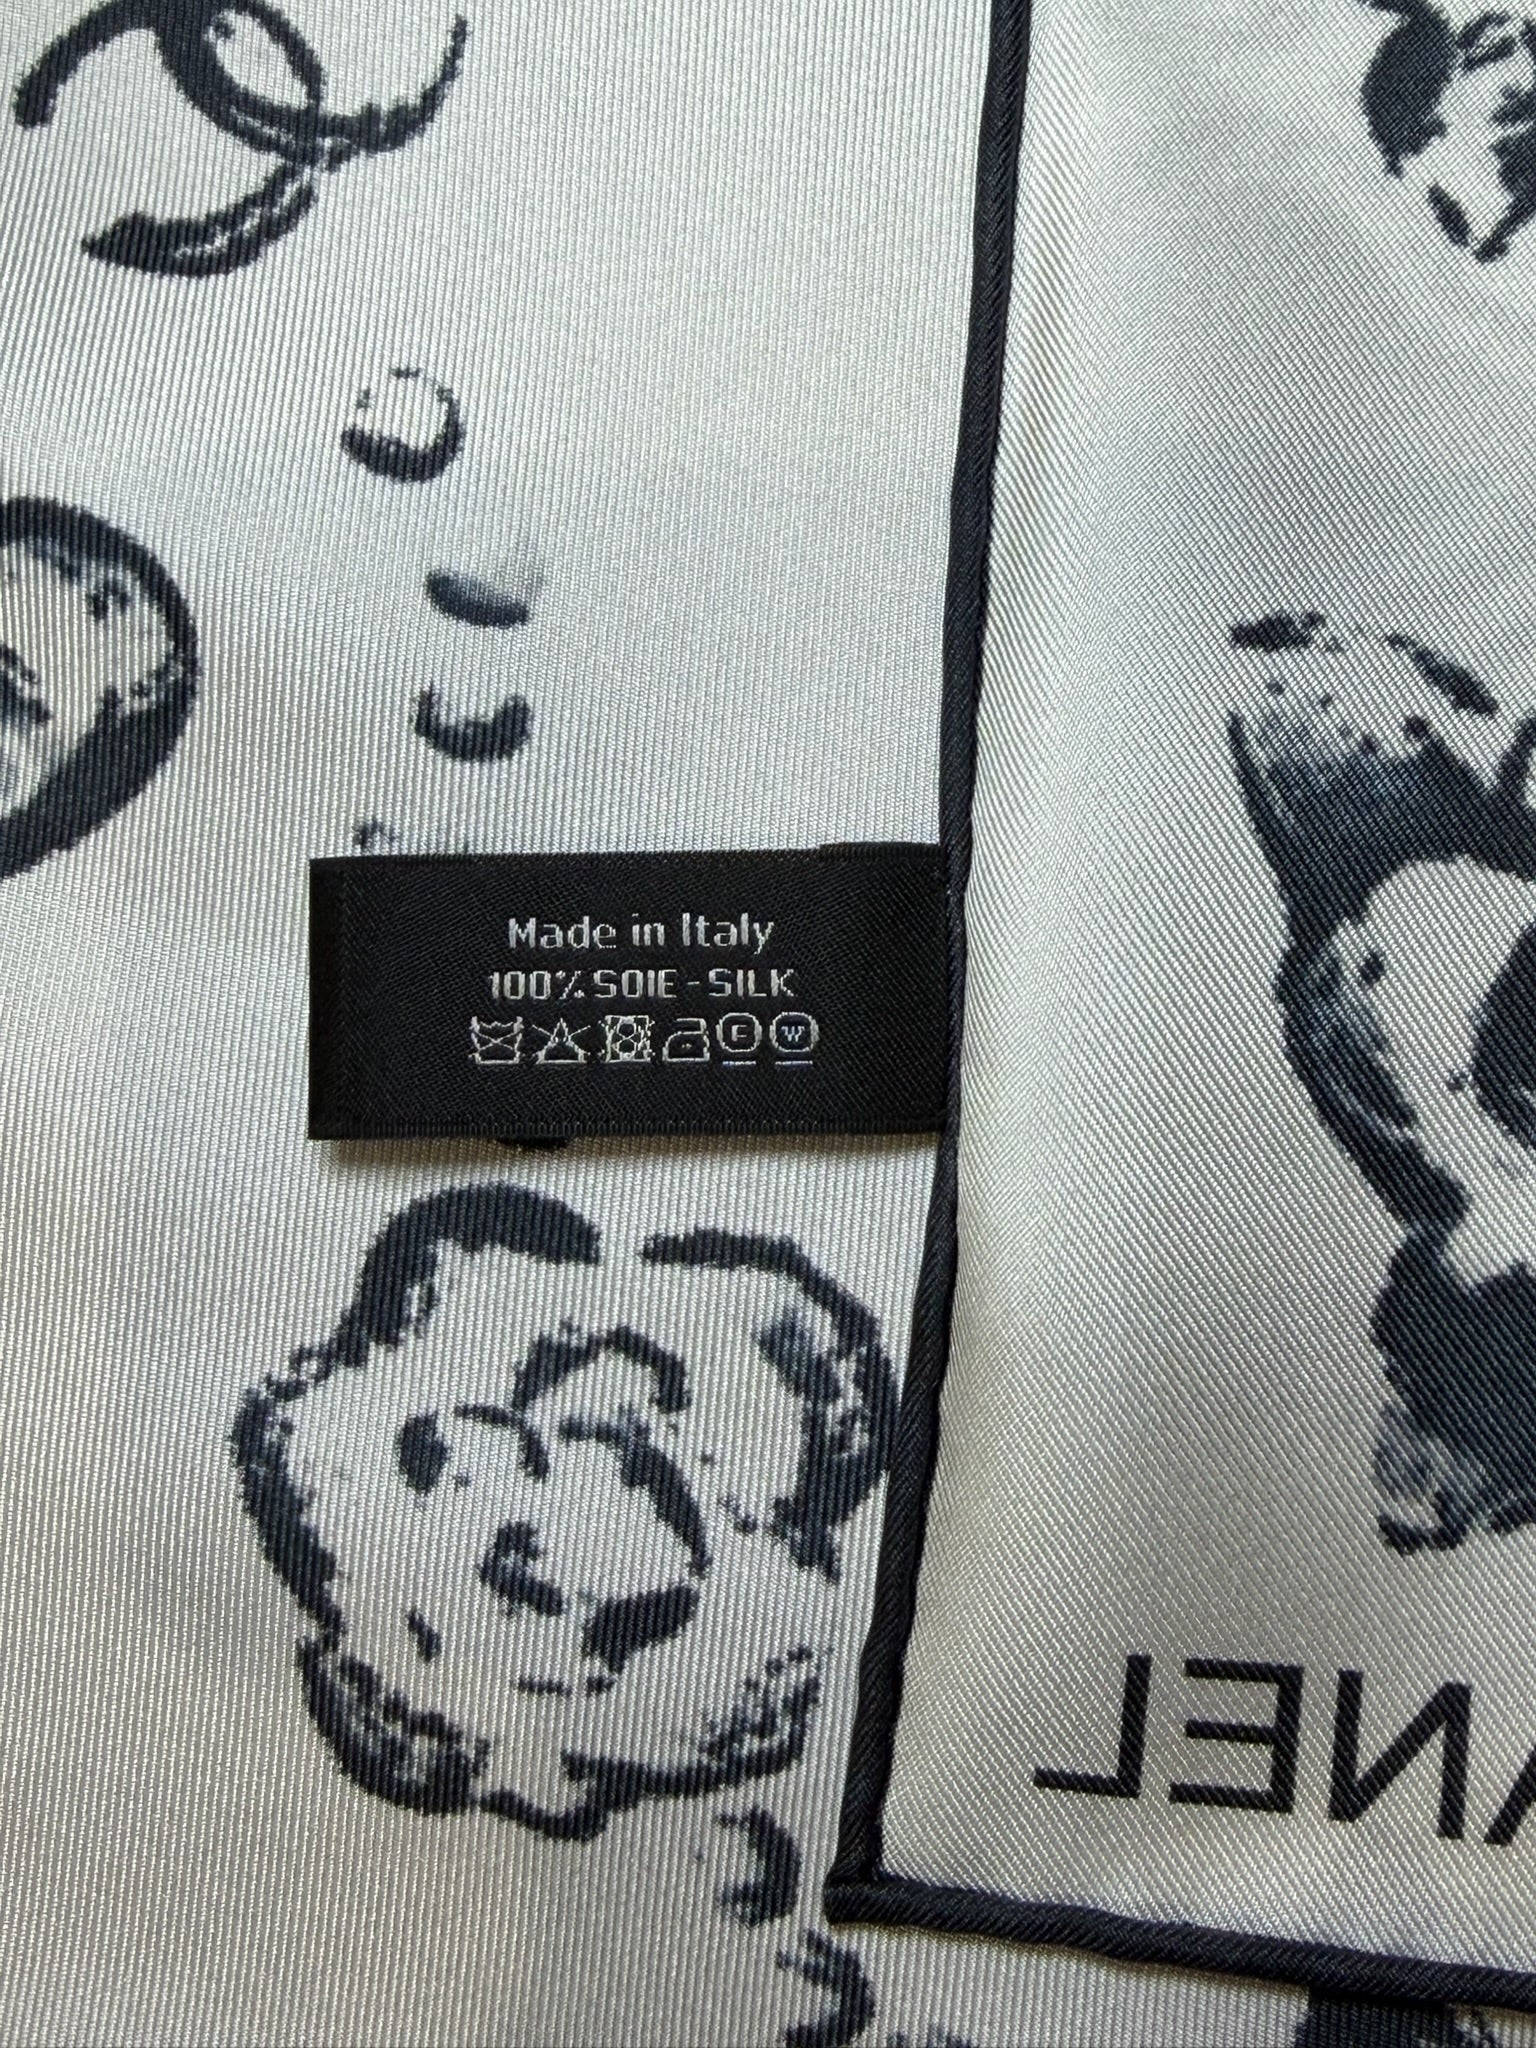 Made in Italy
100% SOIE - SILK
F W
ANEL